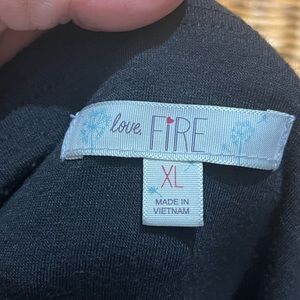 love, FiRE
XL
MADE IN
VIETNAM